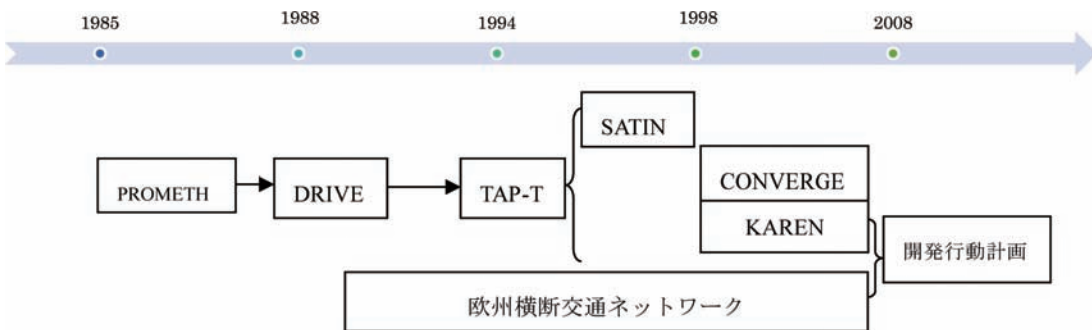 1985
1988
1994
1998
2008
SATIN
PROMETH
DRIVE
TAP-T
CONVERGE
KAREN
開発行動計画
欧州横断交通ネットワーク